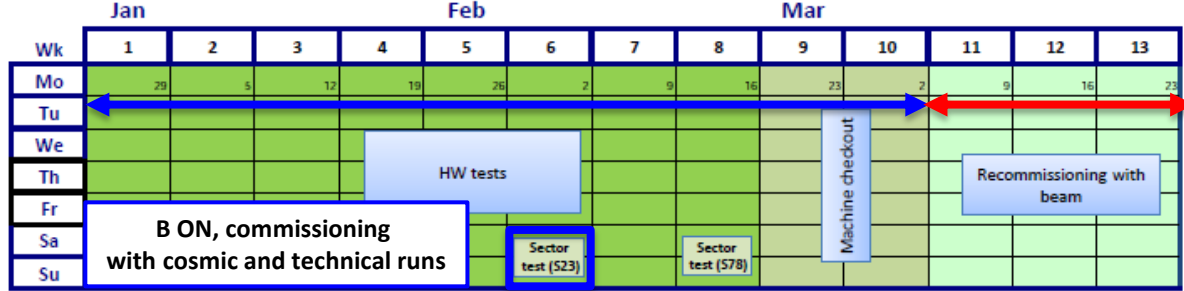 Jan Feb Mar
Wk 1 2 3 4 5 6 7 8 9 10 11 12 13
Mo 29 5 12 19 26 2 9 16 23 2 9 16 23
Tu
We
Th
Fr
Sa
Su
HW tests
Machine checkout
Recommissioning with
beam
B ON, commissioning
with cosmic and technical runs
Sector
test (S23)
Sector
test (S78)